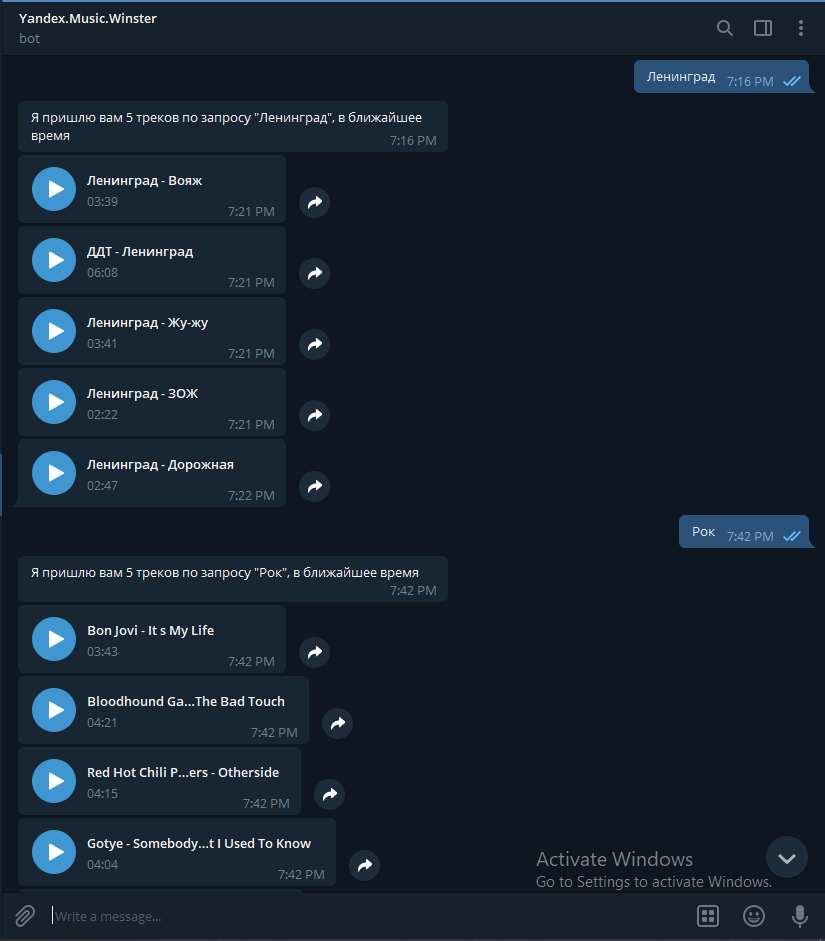 Yandex.Music.Winster
bot
Ленинград 7:16 PM
Я пришлю вам 5 треков по запросу "Ленинград", в ближайшее
время
7:16 PM
Ленинград - Вояж
03:39
7:21 PM
ДДТ - Ленинград
06:08
7:21 PM
Ленинград - Жу-жу
03:41
7:21 PM
Ленинград - ЗОЖ
02:22
7:21 PM
Ленинград - Дорожная
02:47
7:22 PM
Рок 7:42 PM
Я пришлю вам 5 треков по запросу "Рок", в ближайшее время
7:42 PM
Bon Jovi - It s My Life
03:43
7:42 PM
Bloodhound Ga...The Bad Touch
04:21
7:42 PM
Red Hot Chili P...ers - Otherside
04:15
7:42 PM
Gotye - Somebody...t I Used To Know
04:04
7:42 PM
Activate Windows
Go to Settings to activate Windows.
Write a message...